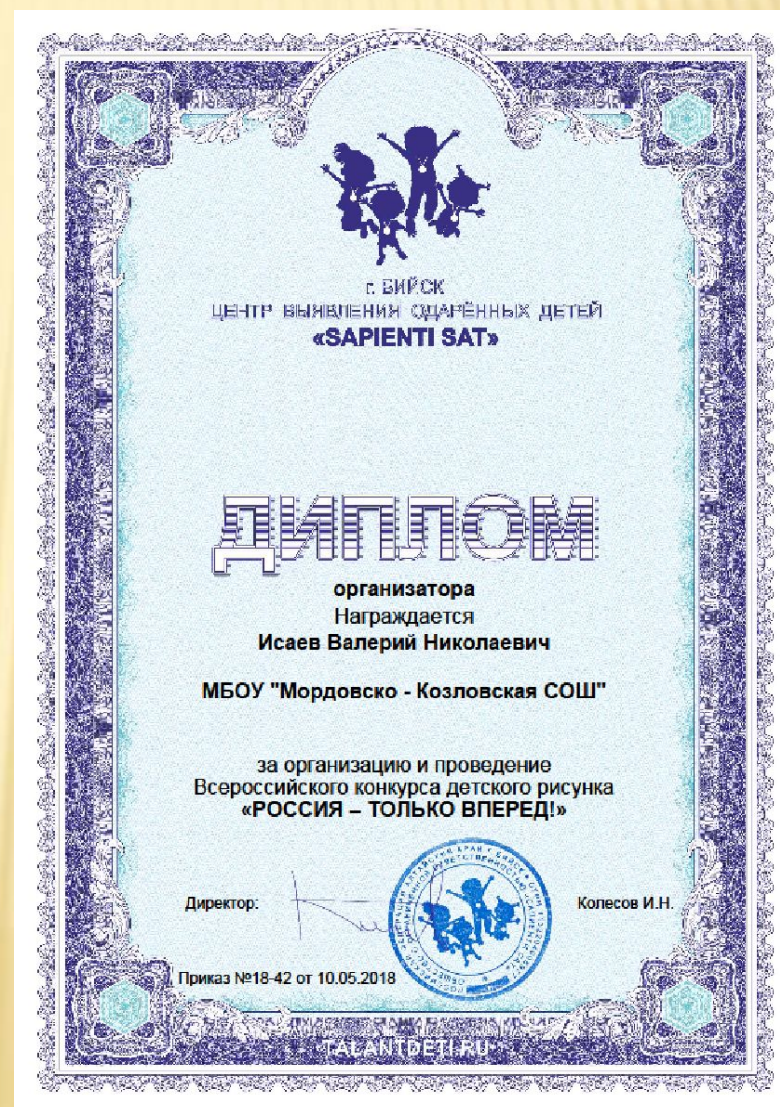 г. БИЙСК
ЦЕНТР ВЫЯВЛЕНИЯ ОДАРЁННЫХ ДЕТЕЙ
«SAPIENTI SAT»
ДИПЛОМ
организатора
Награждается
Исаев Валерий Николаевич
МБОУ "Мордовско - Козловская СОШ"
за организацию и проведение
Всероссийского конкурса детского рисунка
«РОССИЯ – ТОЛЬКО ВПЕРЕД!»
Директор:
Колесов И.Н.
Приказ №18-42 от 10.05.2018
TALANTDETI.RU